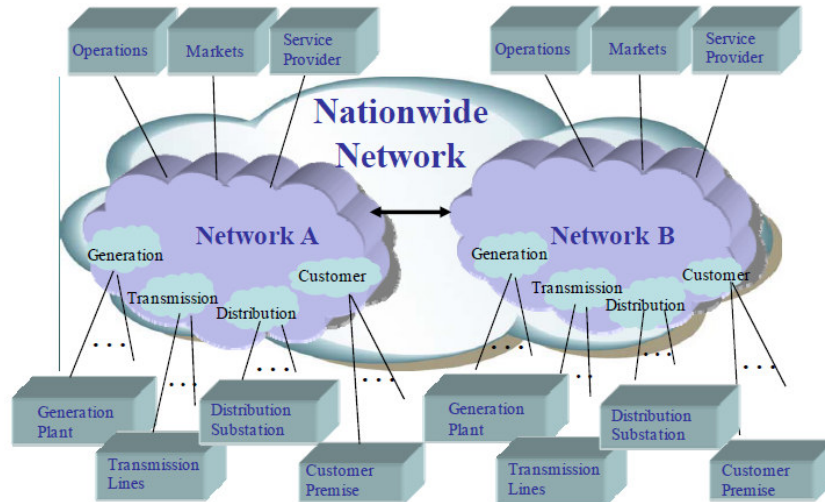 Operations
Markets
Service
Provider
Operations
Markets
Service
Provider
Nationwide
Network
Network A
Network B
Generation
Transmission
Distribution
Customer
Generation
Transmission
Distribution
Customer
. . .
. . .
. . .
. . .
. . .
. .
. . .
. . .
Generation
Plant
Transmission
Lines
Distribution
Substation
Customer
Premise
Generation
Plant
Transmission
Lines
Distribution
Substation
Customer
Premise